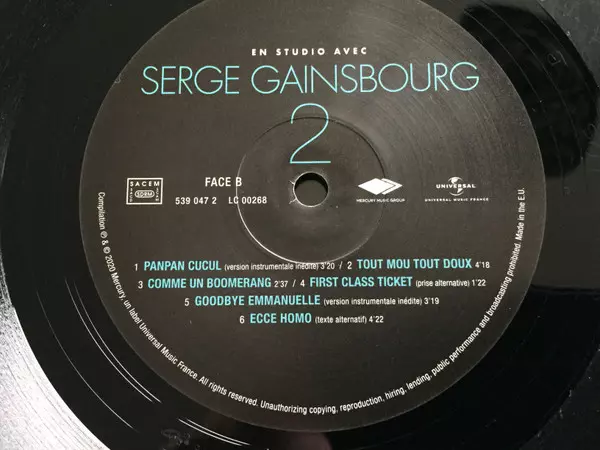 EN STUDIO AVEC
SERGE GAINSBOURG
2
SACEM
SDRM
FACE B
539 047 2 LC 00268
MERCURY MUSIC GROUP
UNIVERSAL
UNIVERSAL MUSIC FRANCE
1 PANPAN CUCUL (version instrumentale inédite) 3'20 / 2 TOUT MOU TOUT DOUX 4'18
3 COMME UN BOOMERANG 2'37 / 4 FIRST CLASS TICKET (prise alternative) 1'22
5 GOODBYE EMMANUELLE (version instrumentale inédite) 3'19
6 ECCE HOMO (texte alternatif) 4'22
Compilation ℗ & © 2020 Mercury, un label Universal Music France. All rights reserved. Unauthorizing copying, reproduction, hiring, lending, public performance and broadcasting prohibited. Made in the E.U.